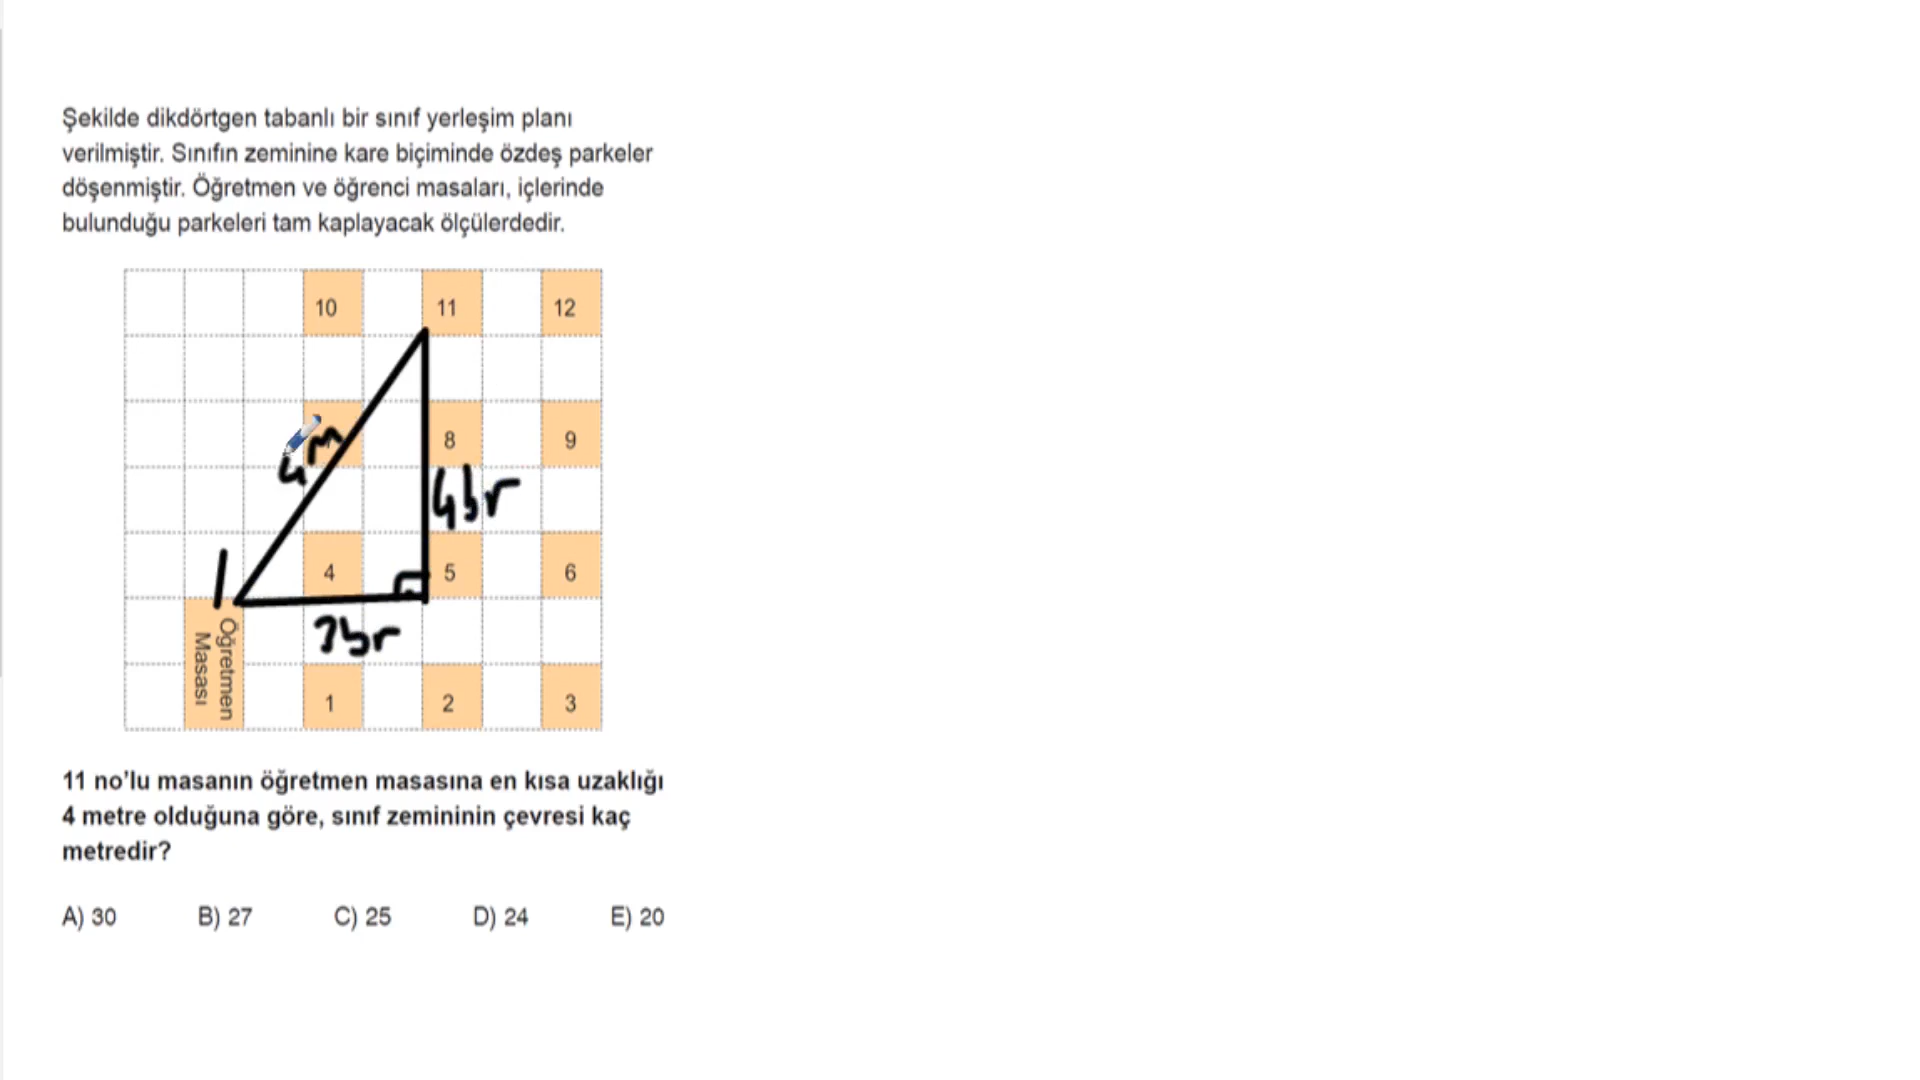 Şekilde dikdörtgen tabanlı bir sınıf yerleşim planı
verilmiştir. Sınıfın zeminine kare biçiminde özdeş parkeler
döşenmiştir. Öğretmen ve öğrenci masaları, içlerinde
bulunduğu parkeleri tam kaplayacak ölçülerdedir.
10 11 12
8 9
4m
4br
4 5 6
3br
Öğretmen
Masası
1 2 3
11 no’lu masanın öğretmen masasına en kısa uzaklığı
4 metre olduğuna göre, sınıf zemininin çevresi kaç
metredir?
A) 30 B) 27 C) 25 D) 24 E) 20